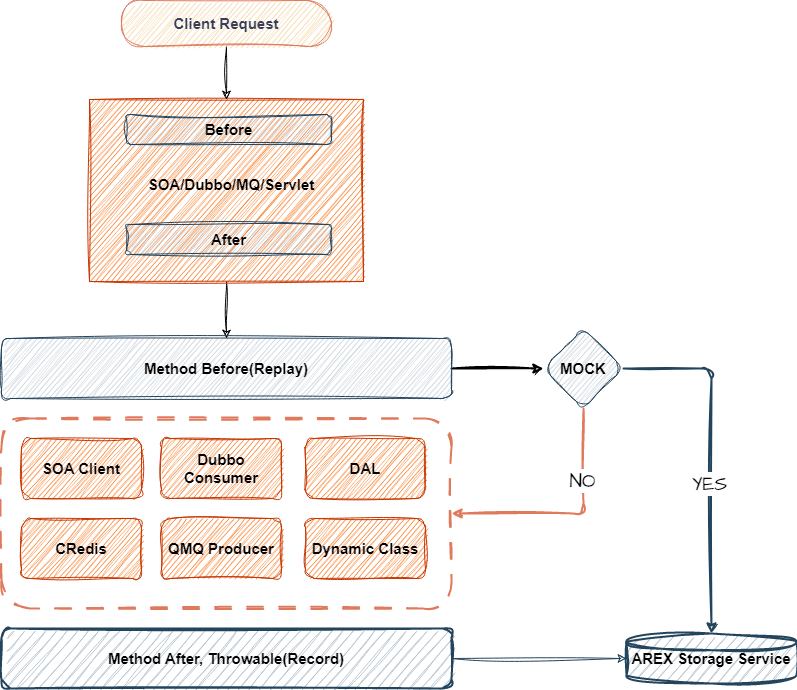 Client Request
Before
SOA/Dubbo/MQ/Servlet
After
Method Before(Replay)
MOCK
SOA Client
Dubbo
Consumer
DAL
NO
YES
CRedis
QMQ Producer
Dynamic Class
Method After, Throwable(Record)
AREX Storage Service